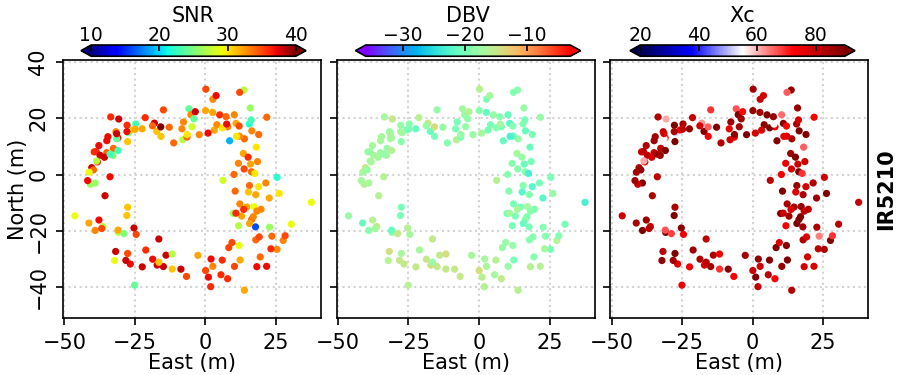 SNR DBV Xc
10 20 30 40 −30 −20 −10 20 40 60 80
North (m)
40
20
0
−20
−40
−50 −25 0 25 −50 −25 0 25 −50 −25 0 25
East (m) East (m) East (m)
IR5210